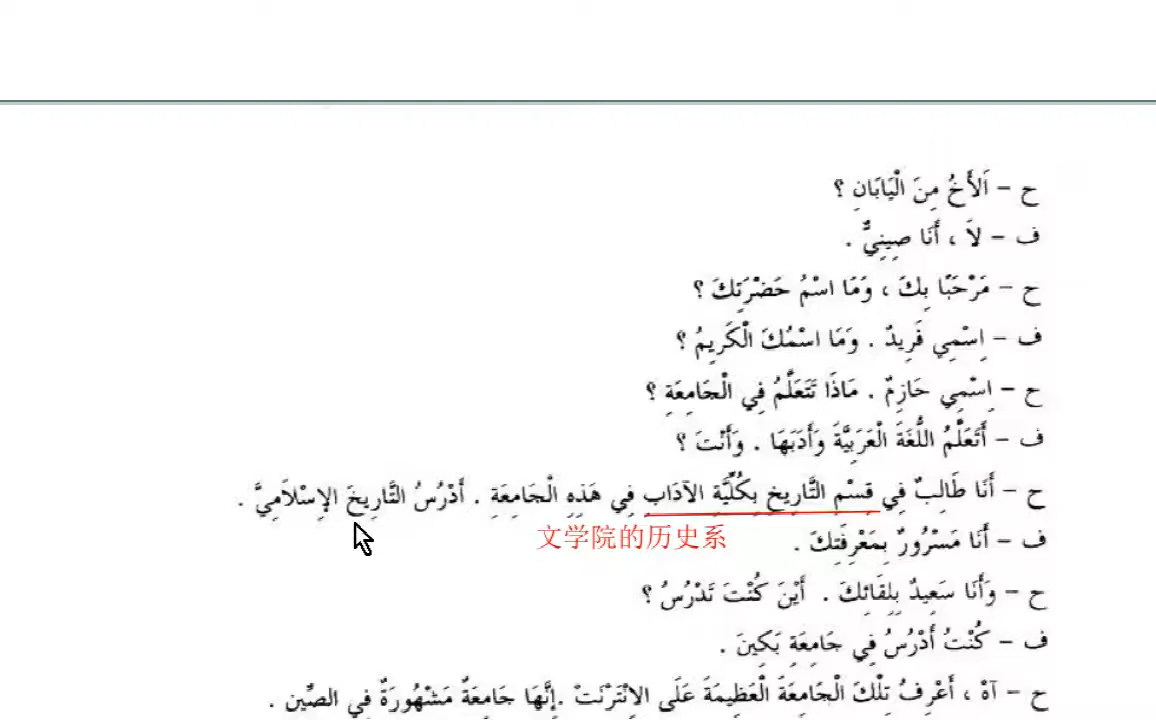 ح – اَلأَخُ مِنَ الْيَابَانِ ؟
ف – لاَ ، أَنَا صِينِيٌّ .
ح – مَرْحَبًا بِكَ ، وَمَا اسْمُ حَضْرَتِكَ ؟
ف – اِسْمِي فَرِيدٌ . وَمَا اسْمُكَ الْكَرِيمُ ؟
ح – اِسْمِي حَازِمٌ . مَاذَا تَتَعَلَّمُ فِي الْجَامِعَةِ ؟
ف – أَتَعَلَّمُ اللُّغَةَ الْعَرَبِيَّةَ وَأَدَبَهَا . وَأَنْتَ ؟
ح – أَنَا طَالِبٌ فِي قِسْمِ التَّارِيخِ بِكُلِّيَّةِ الآدَابِ فِي هَذِهِ الْجَامِعَةِ . أَدْرُسُ التَّارِيخَ الإِسْلاَمِيَّ .
文学院的历史系
ف – أَنَا مَسْرُورٌ بِمَعْرِفَتِكَ .
ح – وَأَنَا سَعِيدٌ بِلِقَائِكَ . أَيْنَ كُنْتَ تَدْرُسُ ؟
ف – كُنْتُ أَدْرُسُ فِي جَامِعَةِ بَكِينَ .
ح – آهْ ، أَعْرِفُ تِلْكَ الْجَامِعَةَ الْعَظِيمَةَ عَلَى الاِنْتَرْنَتْ .إِنَّهَا جَامِعَةٌ مَشْهُورَةٌ فِي الصِّين .